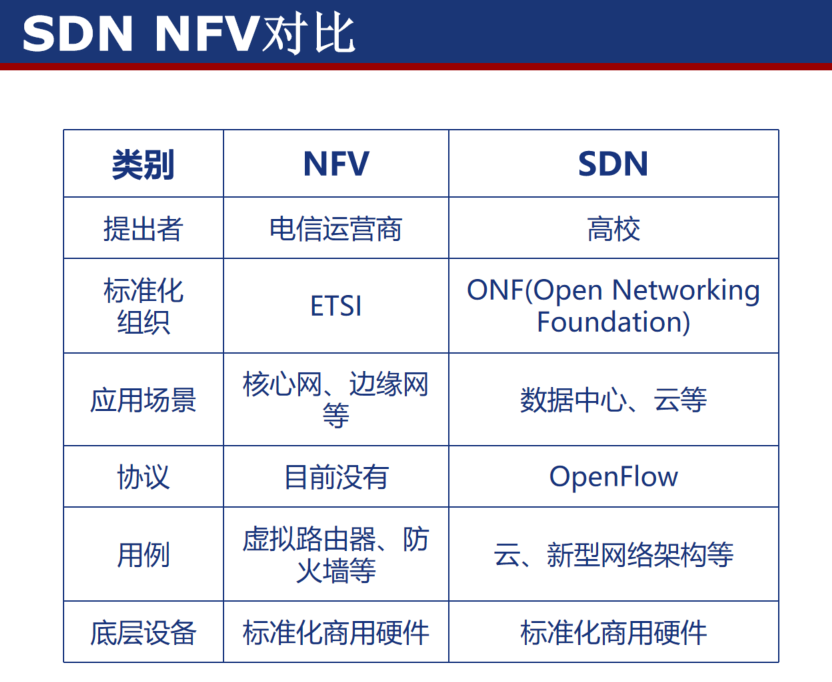 SDN NFV对比
类别 NFV SDN
提出者 电信运营商 高校
标准化
组织
ETSI
ONF(Open Networking
Foundation)
应用场景
核心网、边缘网
等
数据中心、云等
协议 目前没有 OpenFlow
用例
虚拟路由器、防
火墙等
云、新型网络架构等
底层设备 标准化商用硬件 标准化商用硬件